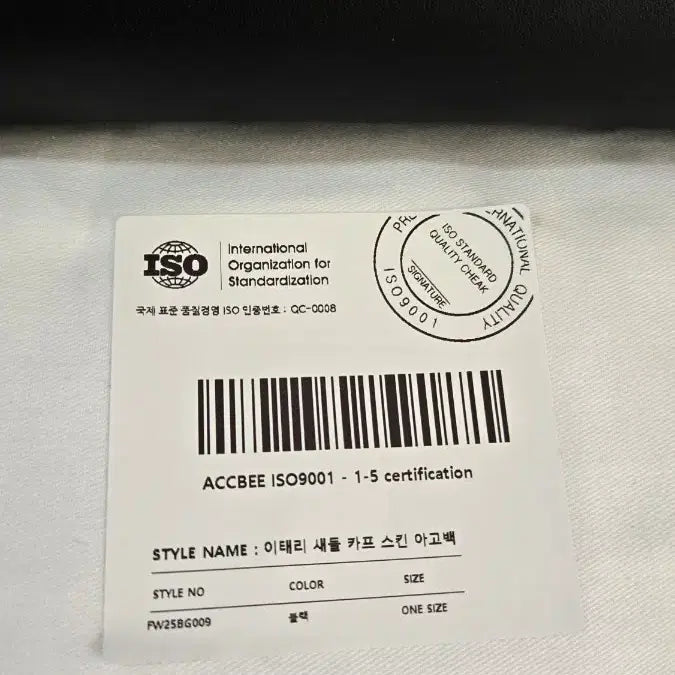 ISO
International
Organization for
Standardization
국제 표준 품질경영 ISO 인증번호 : QC-0008
INTERNATIONAL QUALITY
ISO STANDARD
QUALITY CHEAK
SIGNATURE
ISO9001
ACCBEE ISO9001 - 1-5 certification
STYLE NAME : 이태리 새들 카프 스킨 아고백
STYLE NO COLOR SIZE
FW25BG009 블랙 ONE SIZE